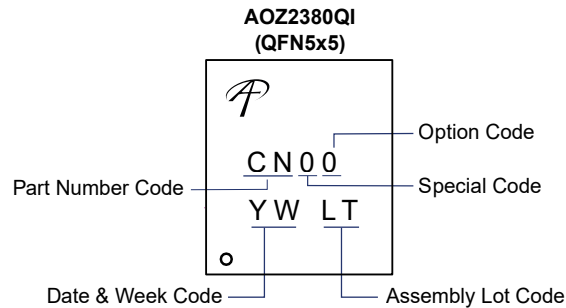 AOZ2380QI
(QFN5x5)
Option Code
CN00
Part Number Code
Special Code
YW LT
Date & Week Code
Assembly Lot Code